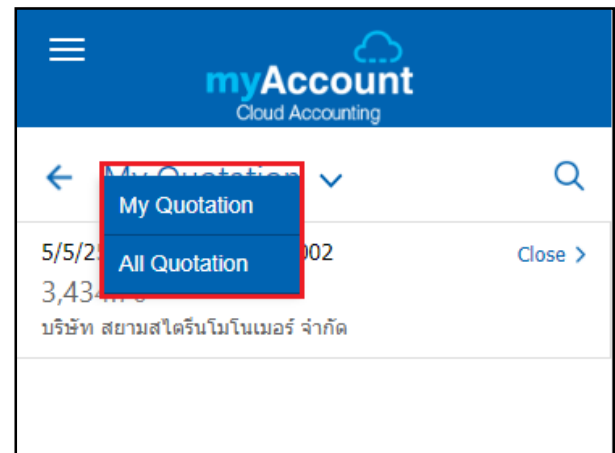 myAccount
Cloud Accounting
My Quotation
My Quotation
All Quotation
5/5/2 002 Close >
3,434
บริษัท สยามสไตรีนโมโนเมอร์ จำกัด